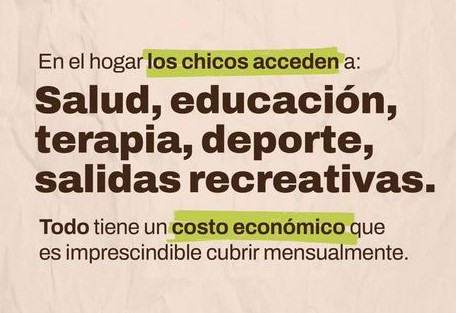 En el hogar los chicos acceden a:
Salud, educación,
terapia, deporte,
salidas recreativas.
Todo tiene un costo económico que
es imprescindible cubrir mensualmente.